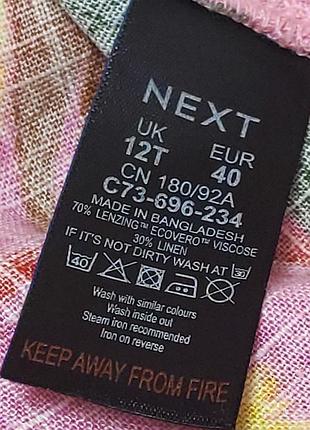 NEXT
UK EUR
12T 40
CN 180/92A
C73-696-234
MADE IN BANGLADESH
70% LENZING™ ECOVERO™ VISCOSE
30% LINEN
IF IT'S NOT DIRTY WASH AT 30
40
Wash with similar colours
Wash inside out
Steam iron recommended
Iron on reverse
KEEP AWAY FROM FIRE